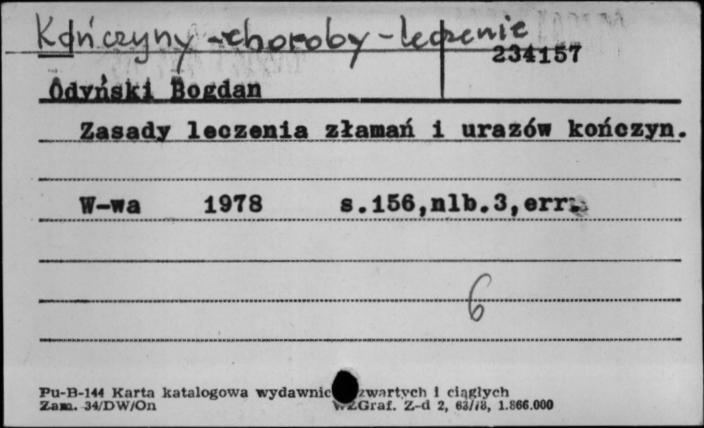 Kończyny - choroby - leczenie
234157
Odyński Bogdan
Zasady leczenia złamań i urazów kończyn.
W-wa 1978 s.156,nlb.3,err.
6
Pu-B-144 Karta katalogowa wydawnic zwartych i ciągłych
Zam. 34/DW/On WZGraf. Z-d 2, 63/78, 1.866.000